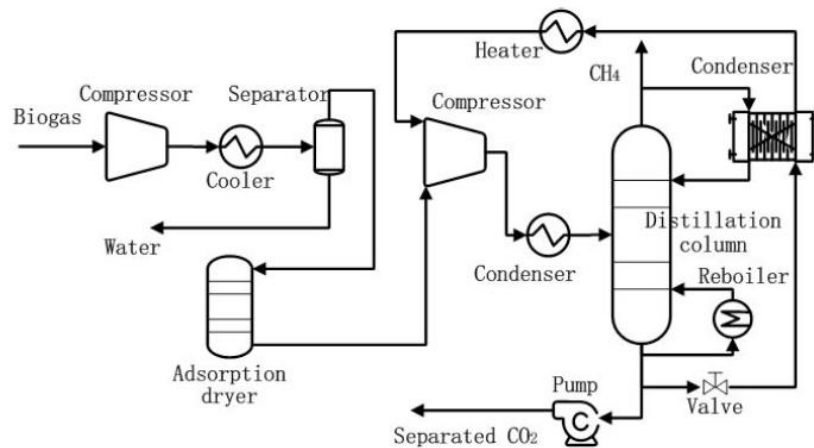 Heater
CH₄
Condenser
Compressor
Separator
Compressor
Biogas
Cooler
Water
Condenser
Distillation
column
Reboiler
Adsorption
dryer
Pump
C
Valve
Separated CO₂